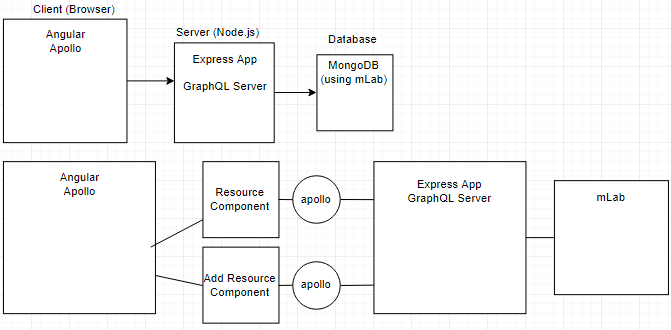 Client (Browser)
Angular
Apollo
Server (Node.js)
Express App
GraphQL Server
Database
MongoDB
(using mLab)
Angular
Apollo
Resource
Component
apollo
Add Resource
Component
apollo
Express App
GraphQL Server
mLab